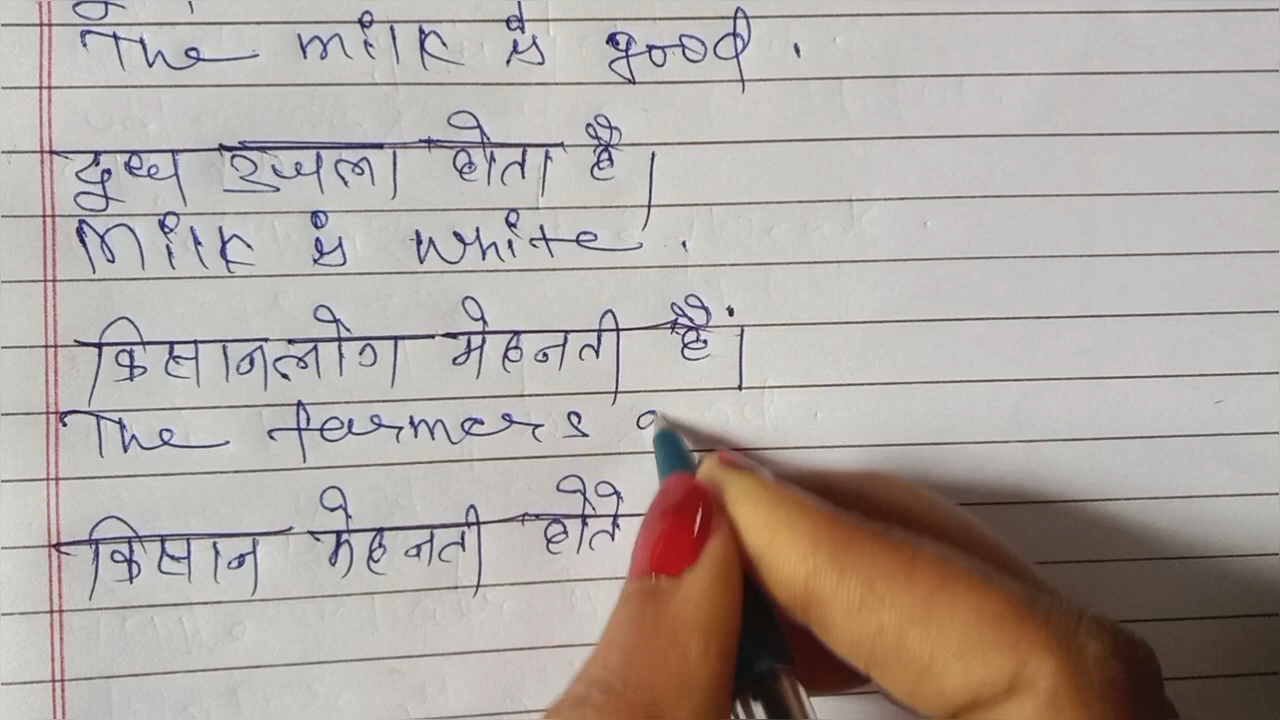 The milk is good.
दुध उजला होता है।
Milk is white.
किसानलोग मेहनती हैं।
The farmers a
किसान मेहनती होते